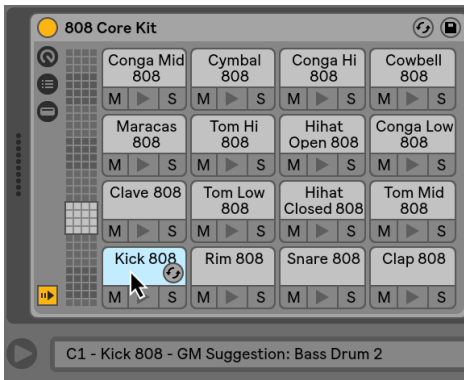 808 Core Kit
Conga Mid
808
Cymbal
808
Conga Hi
808
Cowbell
808
M S M S M S M S
Maracas
808
Tom Hi
808
Hihat
Open 808
Conga Low
808
M S M S M S M S
Clave 808
Tom Low
808
Hihat
Closed 808
Tom Mid
808
M S M S M S M S
Kick 808
Rim 808
Snare 808
Clap 808
M S M S M S M S
C1 - Kick 808 - GM Suggestion: Bass Drum 2